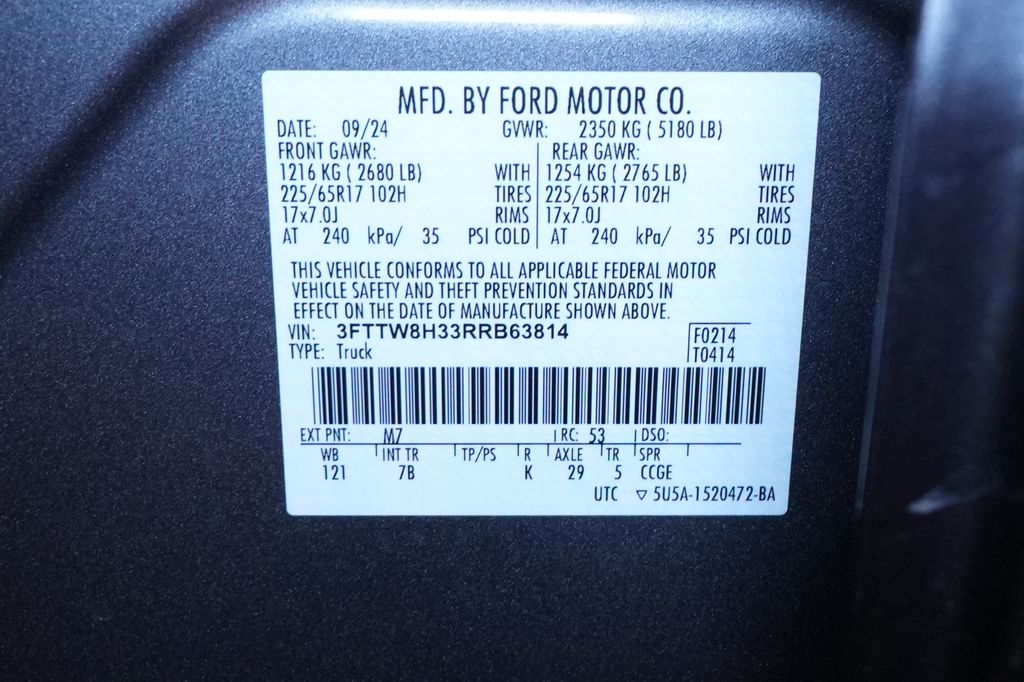 MFD. BY FORD MOTOR CO.
DATE: 09/24 GVWR: 2350 KG ( 5180 LB)
FRONT GAWR: REAR GAWR:
1216 KG ( 2680 LB) WITH 1254 KG ( 2765 LB) WITH
225/65R17 102H TIRES 225/65R17 102H TIRES
17x7.0J RIMS 17x7.0J RIMS
AT 240 kPa/ 35 PSI COLD AT 240 kPa/ 35 PSI COLD
THIS VEHICLE CONFORMS TO ALL APPLICABLE FEDERAL MOTOR
VEHICLE SAFETY AND THEFT PREVENTION STANDARDS IN
EFFECT ON THE DATE OF MANUFACTURE SHOWN ABOVE.
VIN: 3FTTW8H33RRB63814 F0214
TYPE: Truck T0414
EXT PNT: M7 RC: 53 DSO:
WB INT TR TP/PS R AXLE TR SPR
121 7B K 29 5 CCGE
UTC ▽ 5U5A-1520472-BA